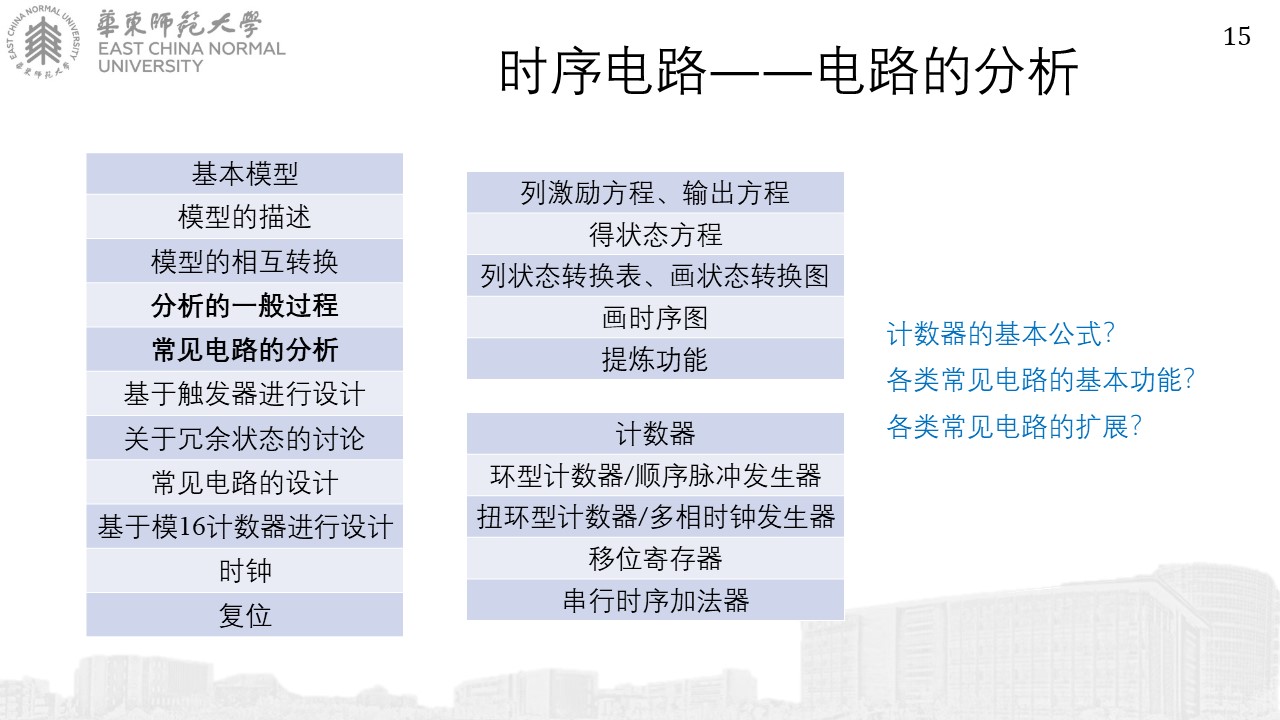 華東師范大學
EAST CHINA NORMAL
UNIVERSITY
EAST CHINA NORMAL UNIVERSITY
華東师范大学
15
时序电路——电路的分析
基本模型
模型的描述
模型的相互转换
分析的一般过程
常见电路的分析
基于触发器进行设计
关于冗余状态的讨论
常见电路的设计
基于模16计数器进行设计
时钟
复位
列激励方程、输出方程
得状态方程
列状态转换表、画状态转换图
画时序图
提炼功能
计数器
环型计数器/顺序脉冲发生器
扭环型计数器/多相时钟发生器
移位寄存器
串行时序加法器
计数器的基本公式?
各类常见电路的基本功能?
各类常见电路的扩展?